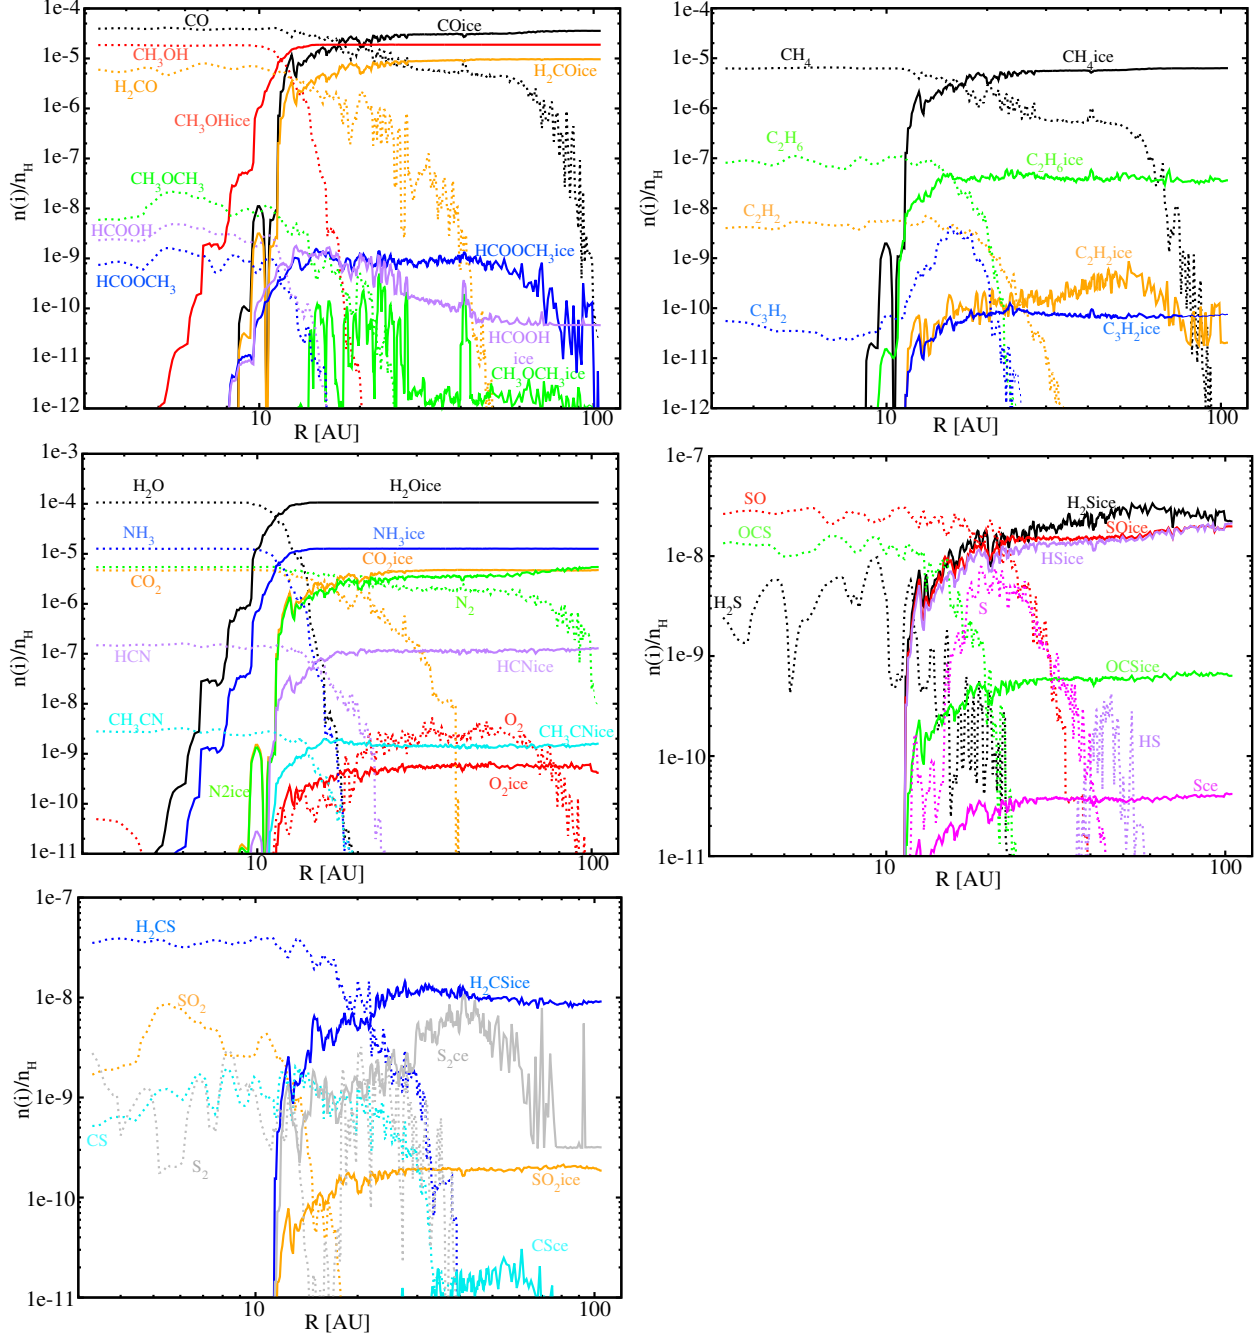 1e-4
CO
COice
1e-5
CH3OH
H2CO
H2COice
1e-6
CH3OHice
1e-7
CH3OCH3
1e-8
HCOOH
HCOOCH3ice
1e-9
HCOOCH3
1e-10
HCOOH
ice
1e-11
CH3OCH3ice
1e-12
10
100
R [AU]
n(i)/nH
1e-4
CH4
CH4ice
1e-5
1e-6
C2H6
1e-7
C2H6ice
1e-8
C2H2
C2H2ice
1e-9
1e-10
C3H2
C3H2ice
1e-11
1e-12
10
100
R [AU]
n(i)/nH
1e-3
H2O
H2Oice
1e-4
NH3
NH3ice
1e-5
CO2
CO2ice
N2
1e-6
HCN
HCNice
1e-7
1e-8
CH3CN
O2
CH3CNice
1e-9
N2ice
O2ice
1e-10
1e-11
10
100
R [AU]
n(i)/nH
1e-7
SO
H2Sice
SOice
OCS
HSice
1e-8
H2S
S
1e-9
OCSice
HS
1e-10
Sce
1e-11
10
100
R [AU]
n(i)/nH
1e-7
H2CS
H2CSice
1e-8
SO2
S2ce
1e-9
CS
S2
SO2ice
1e-10
CSce
1e-11
10
100
R [AU]
n(i)/nH